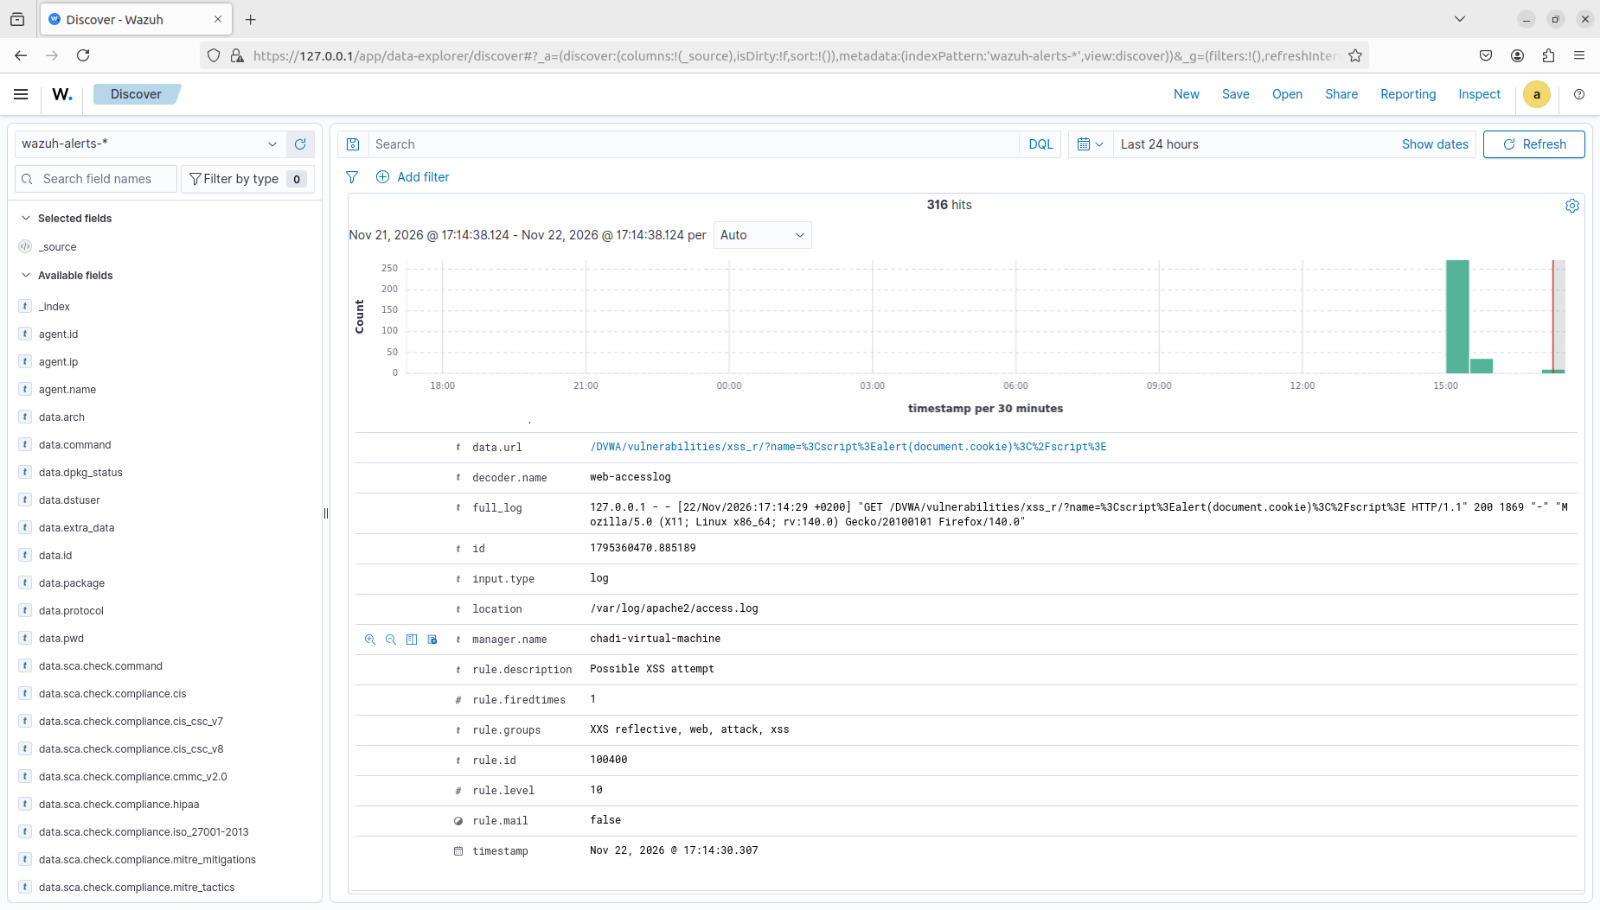 Discover - Wazuh
https://127.0.0.1/app/data-explorer/discover#?_a=(discover:(columns:!(_source),isDirty:!f,sort:!()),metadata:(indexPattern:'wazuh-alerts-*',view:discover))&_g=(filters:!(),refreshInter
W. Discover New Save Open Share Reporting Inspect a
wazuh-alerts-*
Search DQL Last 24 hours Show dates Refresh
Search field names Filter by type 0
Add filter
Selected fields
_source
Available fields
_index
agent.id
agent.ip
agent.name
data.arch
data.command
data.dpkg_status
data.dstuser
data.extra_data
data.id
data.package
data.protocol
data.pwd
data.sca.check.command
data.sca.check.compliance.cis
data.sca.check.compliance.cis_csc_v7
data.sca.check.compliance.cis_csc_v8
data.sca.check.compliance.cmmc_v2.0
data.sca.check.compliance.hipaa
data.sca.check.compliance.iso_27001-2013
data.sca.check.compliance.mitre_mitigations
data.sca.check.compliance.mitre_tactics
316 hits
Nov 21, 2026 @ 17:14:38.124 - Nov 22, 2026 @ 17:14:38.124 per Auto
Count
250
200
150
100
50
0
18:00 21:00 00:00 03:00 06:00 09:00 12:00 15:00
timestamp per 30 minutes
t data.url /DVWA/vulnerabilities/xss_r/?name=%3Cscript%3Ealert(document.cookie)%3C%2Fscript%3E
t decoder.name web-accesslog
t full_log 127.0.0.1 - - [22/Nov/2026:17:14:29 +0200] "GET /DVWA/vulnerabilities/xss_r/?name=%3Cscript%3Ealert(document.cookie)%3C%2Fscript%3E HTTP/1.1" 200 1869 "-" "M
ozilla/5.0 (X11; Linux x86_64; rv:140.0) Gecko/20100101 Firefox/140.0"
t id 1795360470.885189
t input.type log
t location /var/log/apache2/access.log
t manager.name chadi-virtual-machine
t rule.description Possible XSS attempt
# rule.firedtimes 1
t rule.groups XXS reflective, web, attack, xss
t rule.id 100400
# rule.level 10
rule.mail false
timestamp Nov 22, 2026 @ 17:14:30.307